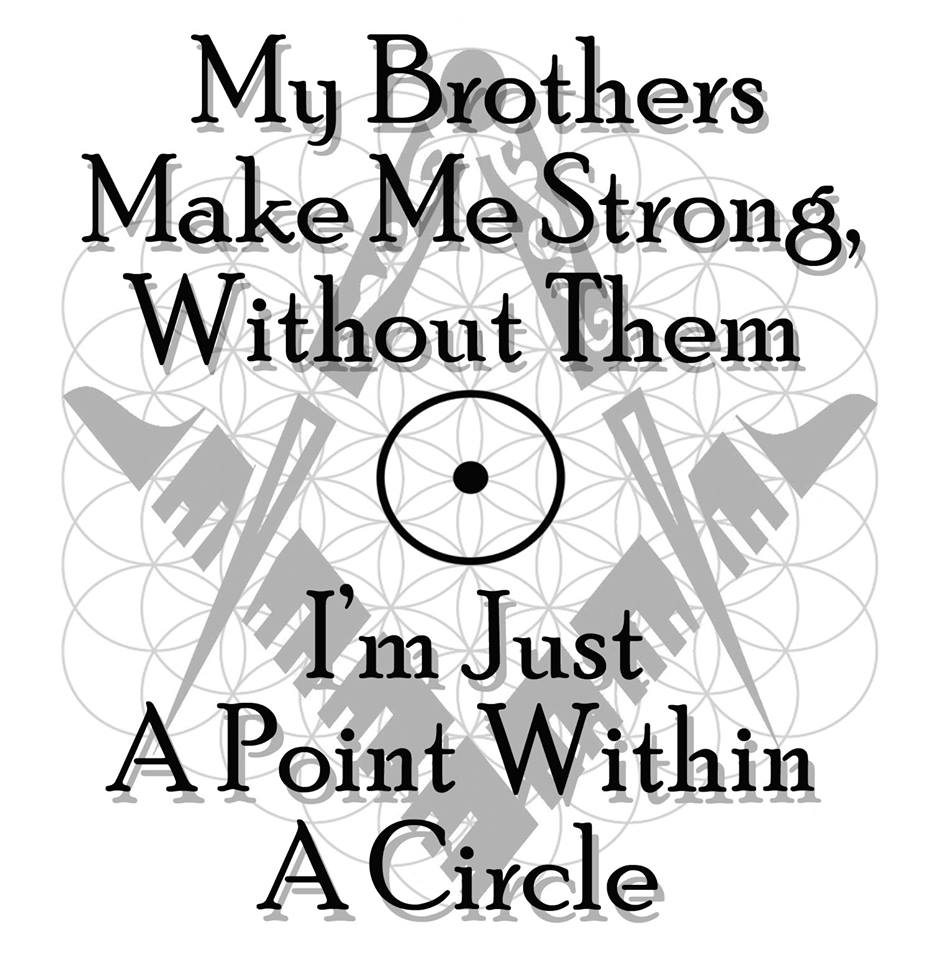 My Brothers
Make Me Strong,
Without Them
I'm Just
A Point Within
A Circle